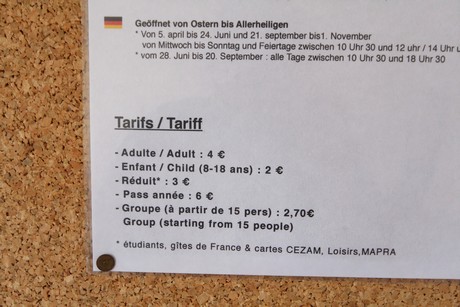 Geöffnet von Ostern bis Allerheiligen
* Von 5. april bis 24. Juni und 21. september bis1. November
von Mittwoch bis Sonntag und Feiertage zwischen 10 Uhr 30 und 12 uhr / 14 Uhr
* vom 28. Juni bis 20. September : alle Tage zwischen 10 Uhr 30 und 18 Uhr 30
Tarifs / Tariff
- Adulte / Adult : 4 €
- Enfant / Child (8-18 ans) : 2 €
- Réduit* : 3 €
- Pass année : 6 €
- Groupe (à partir de 15 pers) : 2,70€
Group (starting from 15 people)
* étudiants, gîtes de France & cartes CEZAM, Loisirs,MAPRA